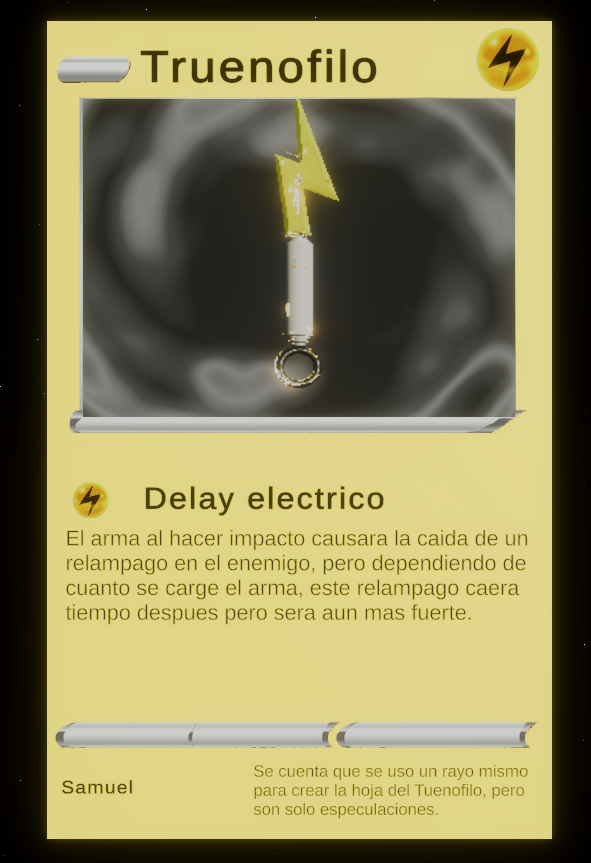 Truenofilo
Delay electrico
El arma al hacer impacto causara la caida de un
relampago en el enemigo, pero dependiendo de
cuanto se carge el arma, este relampago caera
tiempo despues pero sera aun mas fuerte.
Samuel
Se cuenta que se uso un rayo mismo
para crear la hoja del Tuenofilo, pero
son solo especulaciones.